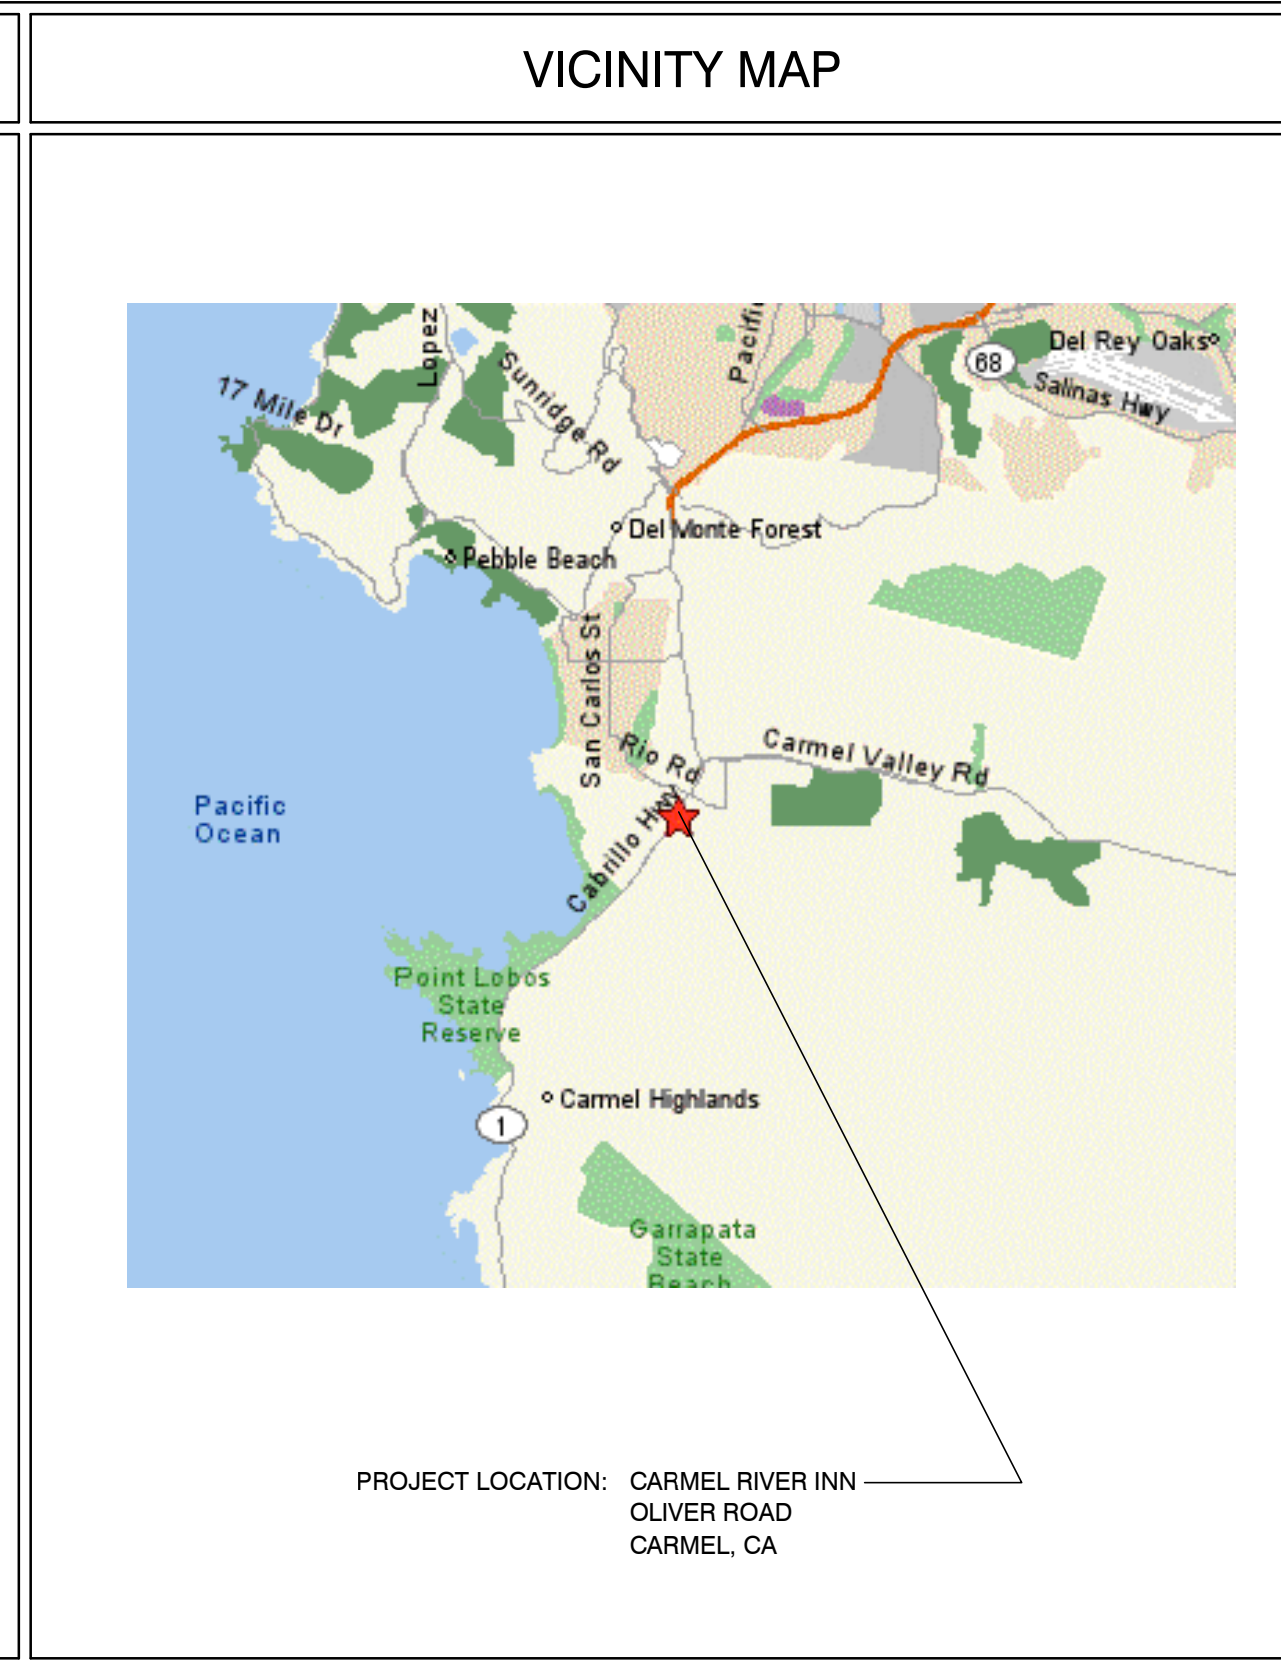 VICINITY MAP
Lopez
Pacific
68
Del Rey Oaks
Salinas Hwy
17 Mile Dr
Sunridge Rd
Del Monte Forest
Pebble Beach
San Carlos St
Rio Rd
Carmel Valley Rd
Pacific
Ocean
Cabrillo Hwy
Point Lobos
State
Reserve
Carmel Highlands
1
Garrapata
State
Beach
PROJECT LOCATION: CARMEL RIVER INN
OLIVER ROAD
CARMEL, CA